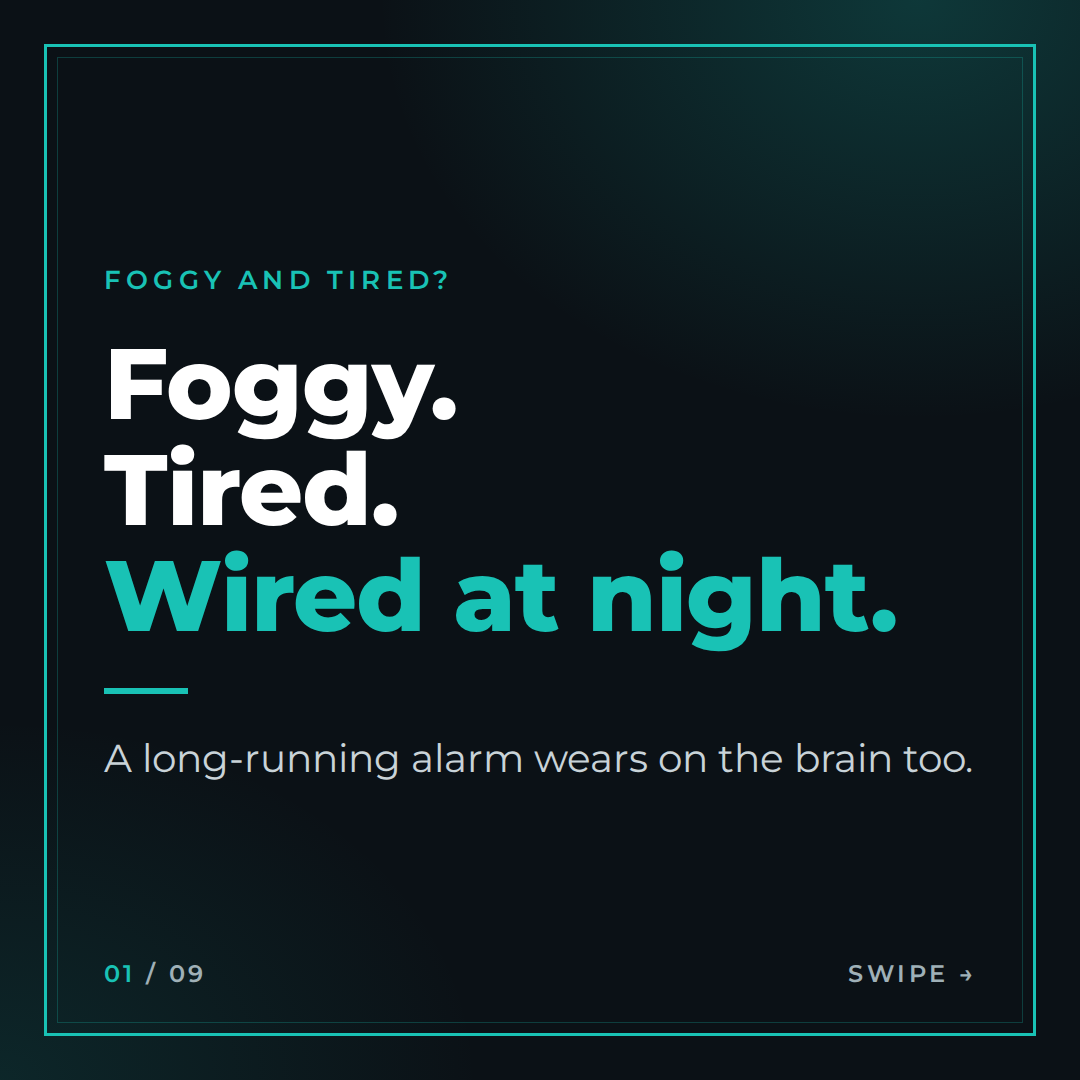 FOGGY AND TIRED?
Foggy.
Tired.
Wired at night.
A long-running alarm wears on the brain too.
01 / 09
SWIPE →